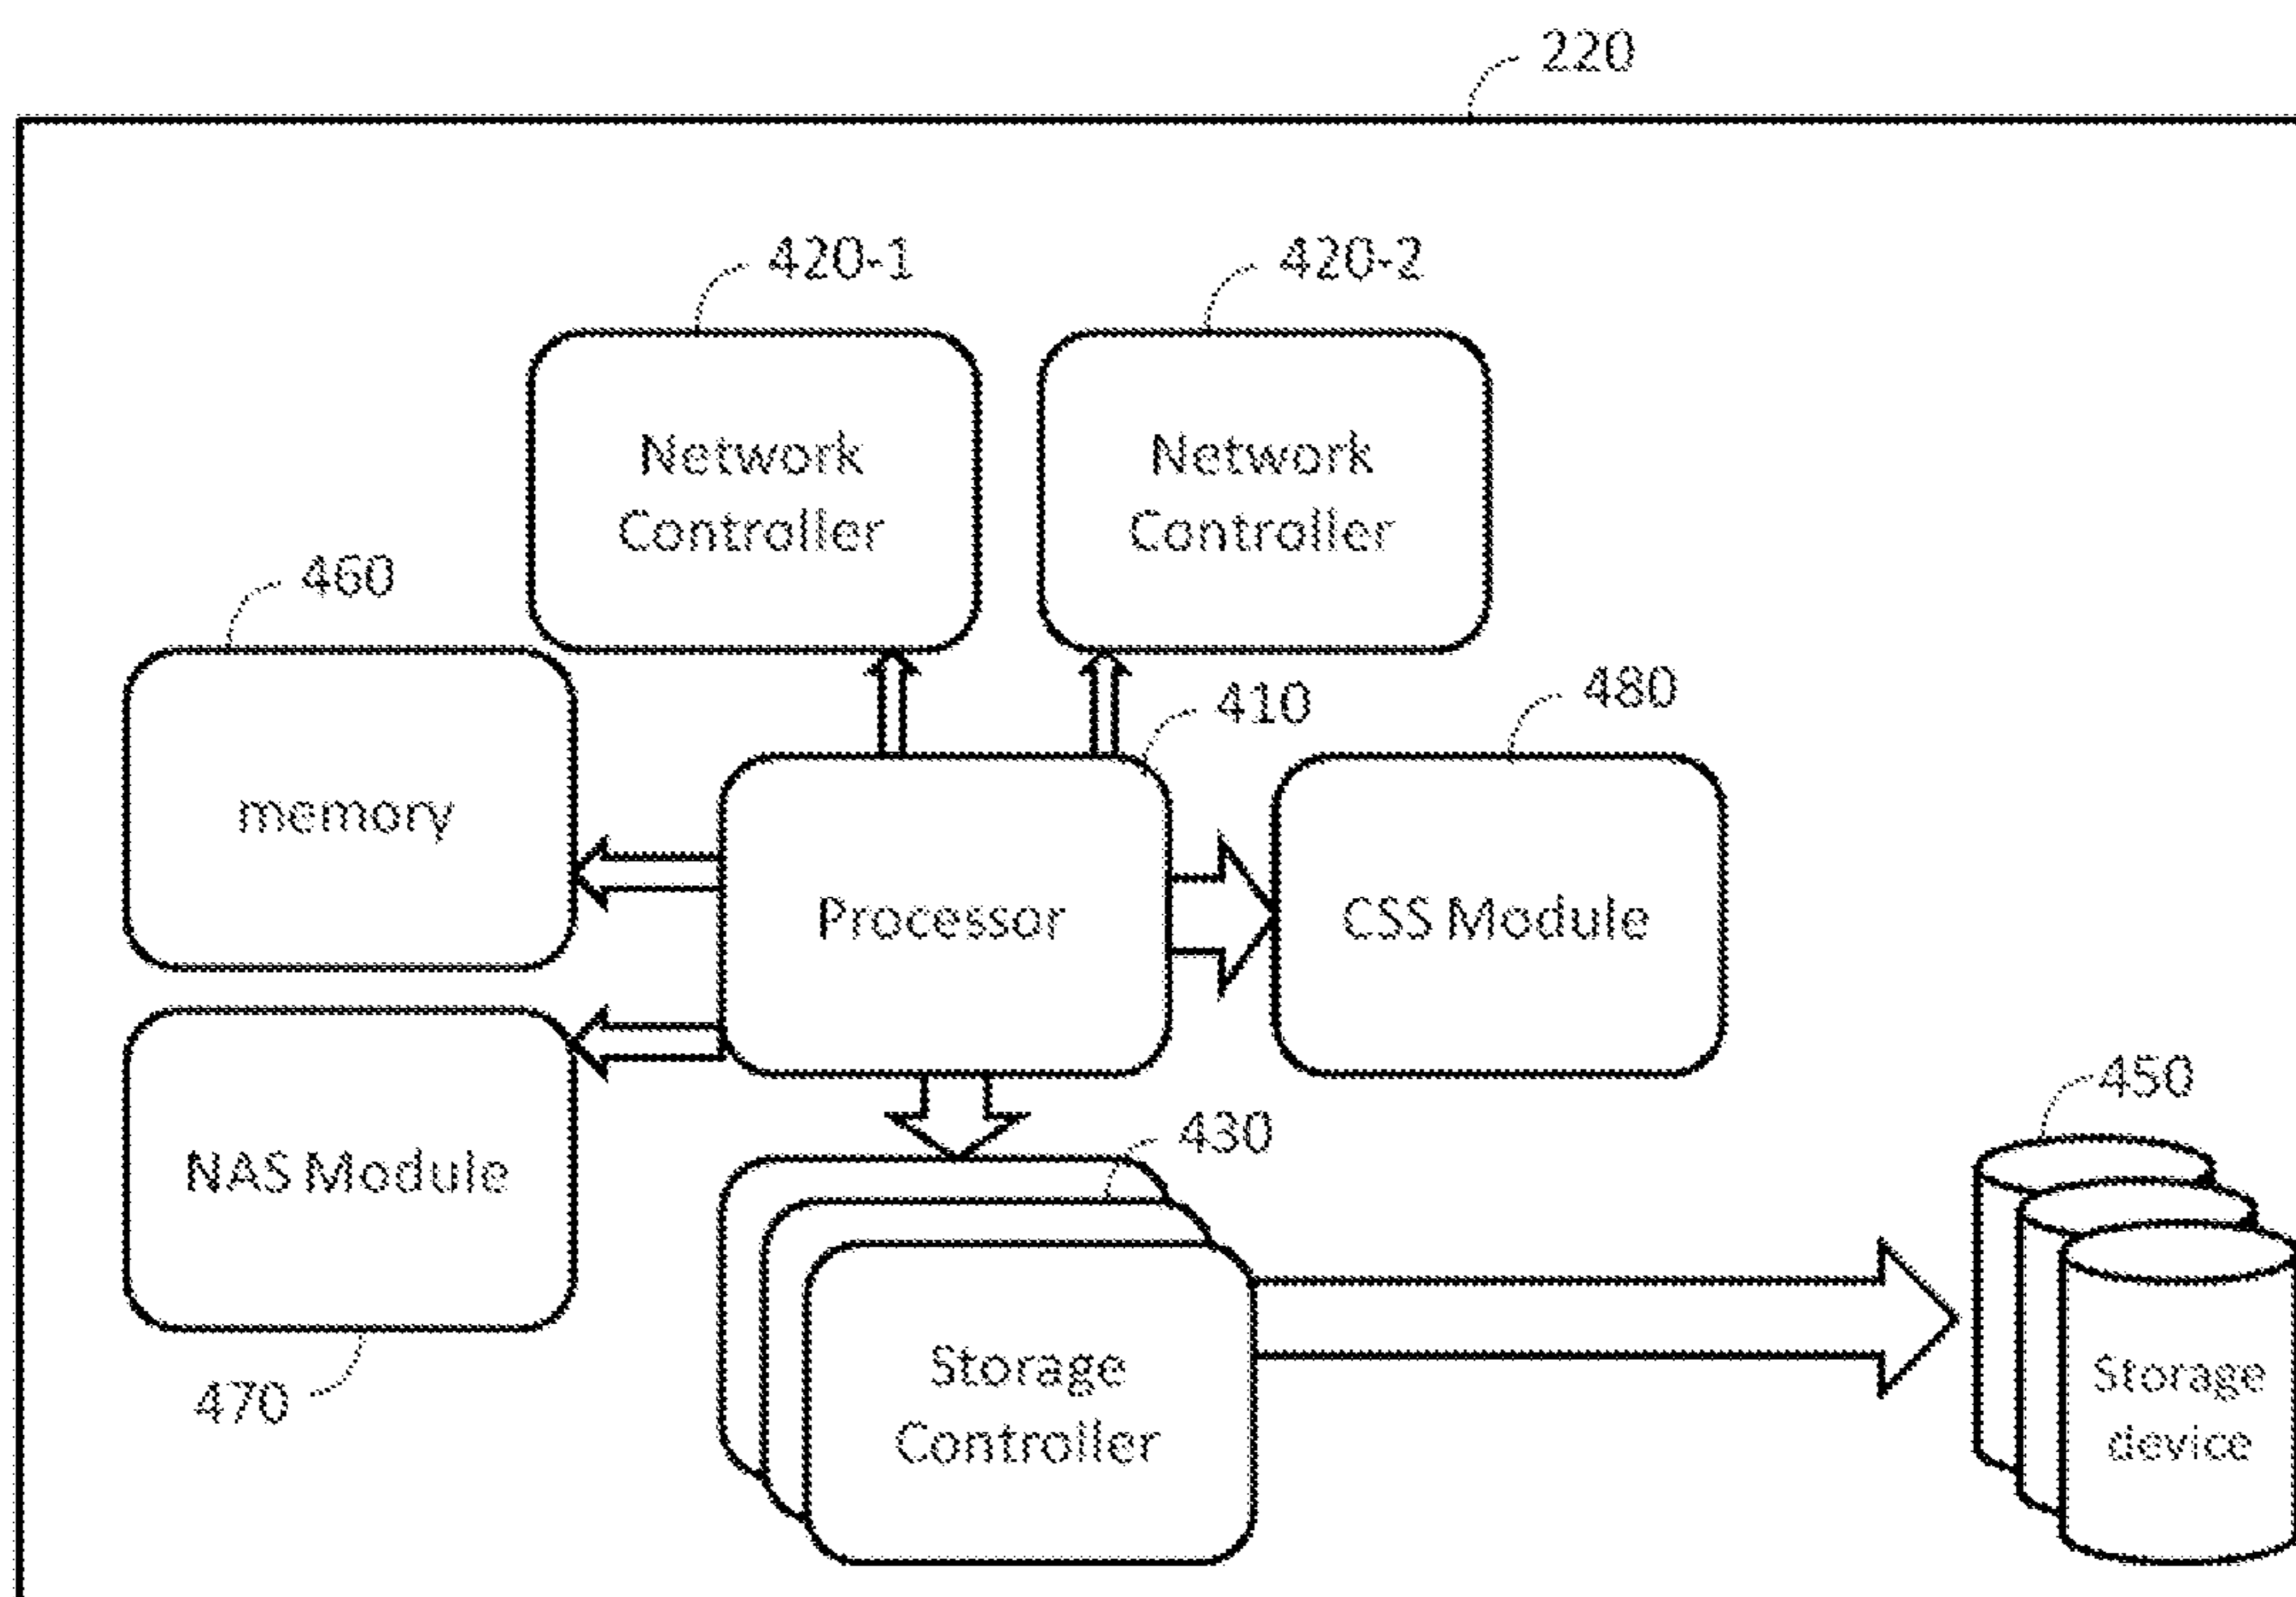 220
420-1
420-2
Network
Controller
Network
Controller
460
410
480
memory
Processor
CSS Module
450
430
NAS Module
470
Storage
Controller
Storage
device